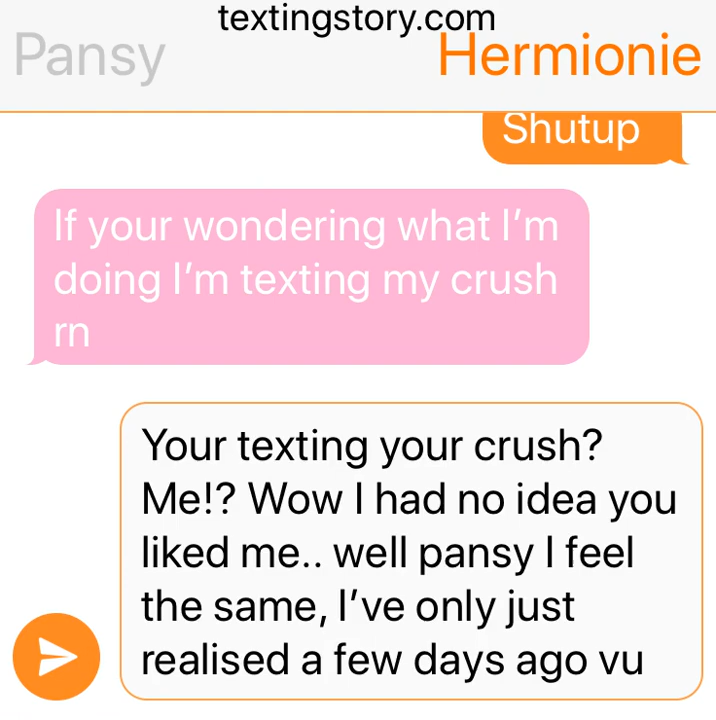 textingstory.com
Pansy
Hermionie
Shutup
If your wondering what I'm
doing I'm texting my crush
rn
Your texting your crush?
Me!? Wow I had no idea you
liked me.. well pansy I feel
the same, I've only just
realised a few days ago vu